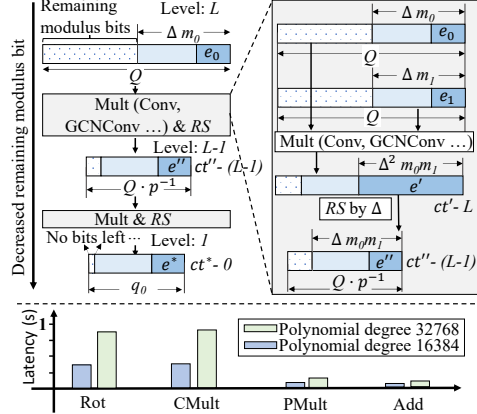 Decreased remaining modulus bit
Remaining
modulus bits
Level: L
Δ m₀
e₀
Q
Mult (Conv,
GCNConv ...) & RS
Level: L-1
e''
ct''- (L-1)
Q · p⁻¹
Mult & RS
No bits left ...
Level: 1
e*
ct*- 0
q₀
Δ m₀
e₀
Q
Δ m₁
e₁
Q
Mult (Conv, GCNConv ...)
Δ² m₀m₁
e'
ct'- L
RS by Δ
Δ m₀m₁
e''
ct''- (L-1)
Q · p⁻¹
Latency (s)
1
Polynomial degree 32768
Polynomial degree 16384
Rot
CMult
PMult
Add